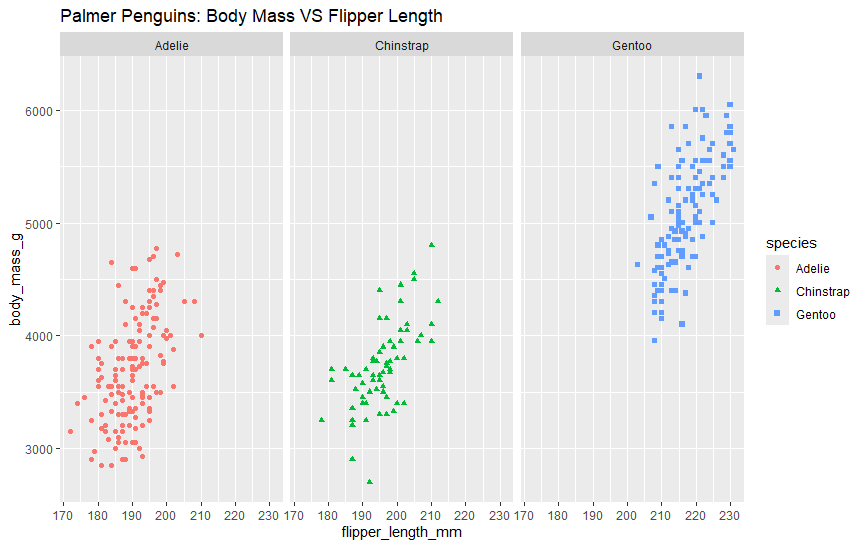 Palmer Penguins: Body Mass VS Flipper Length
Adelie Chinstrap Gentoo
body_mass_g
6000
5000
4000
3000
170 180 190 200 210 220 230 170 180 190 200 210 220 230 170 180 190 200 210 220 230
flipper_length_mm
species
Adelie
Chinstrap
Gentoo